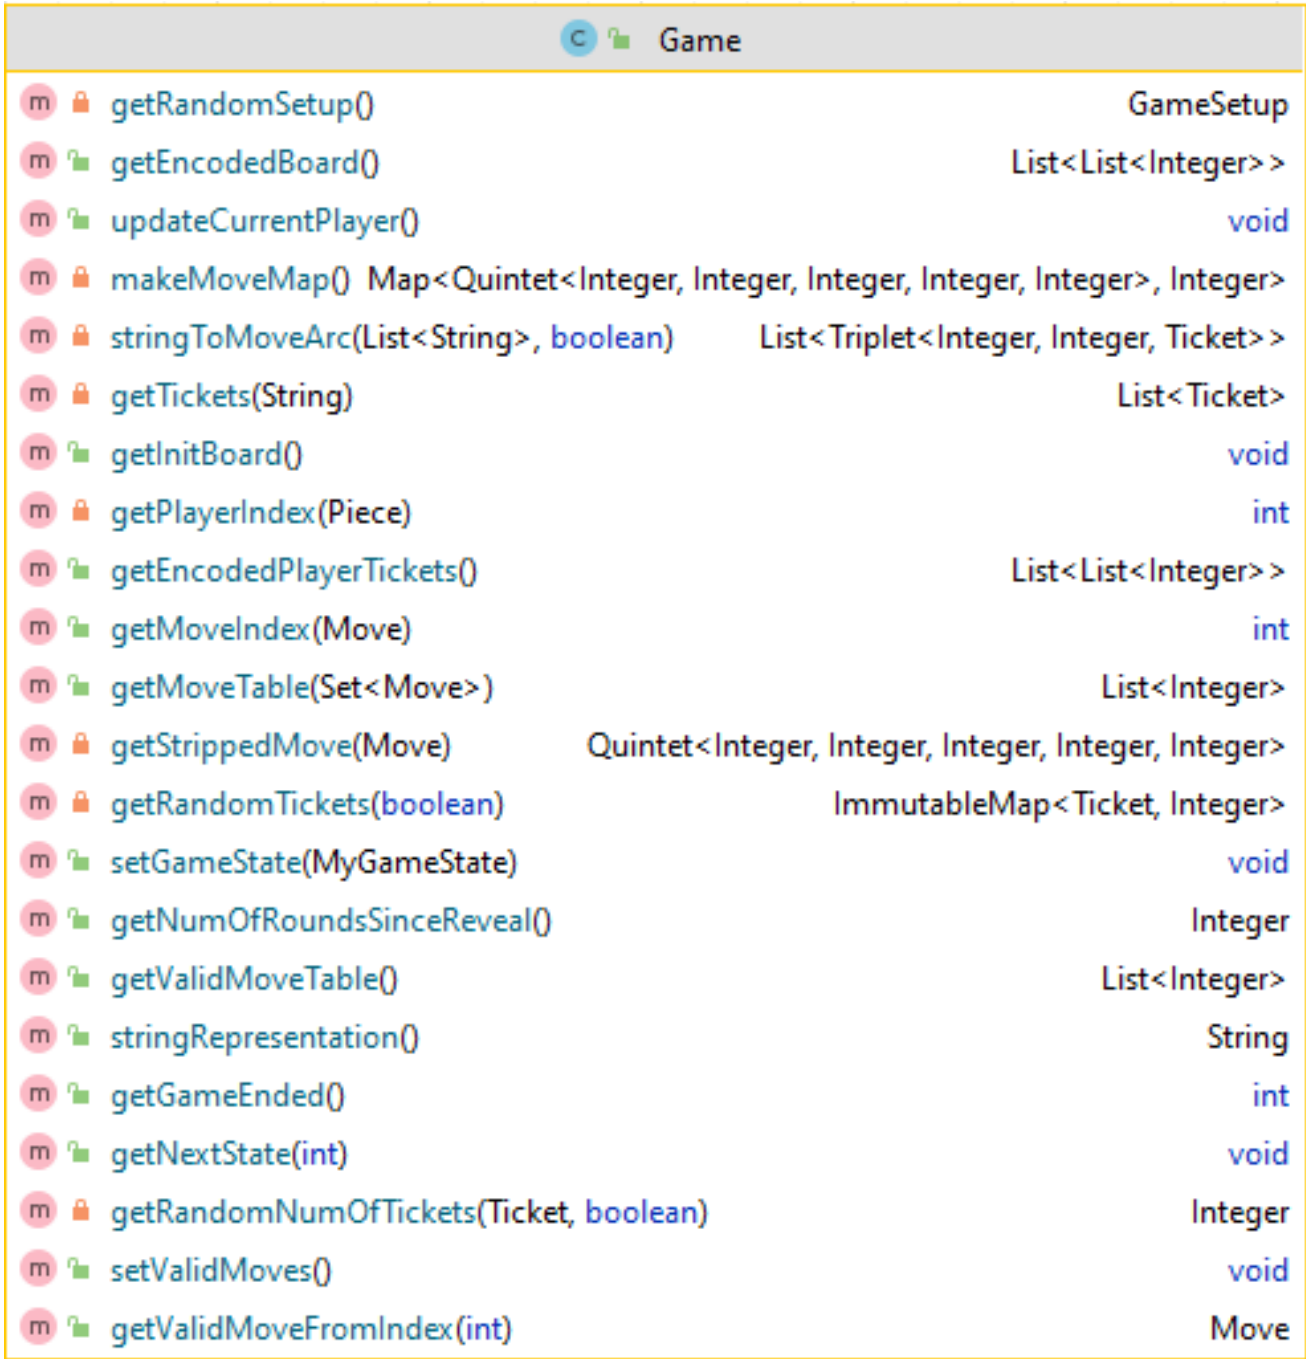 C Game
m getRandomSetup() GameSetup
m getEncodedBoard() List<List<Integer>>
m updateCurrentPlayer() void
m makeMoveMap() Map<Quintet<Integer, Integer, Integer, Integer, Integer>, Integer>
m stringToMoveArc(List<String>, boolean) List<Triplet<Integer, Integer, Ticket>>
m getTickets(String) List<Ticket>
m getInitBoard() void
m getPlayerIndex(Piece) int
m getEncodedPlayerTickets() List<List<Integer>>
m getMoveIndex(Move) int
m getMoveTable(Set<Move>) List<Integer>
m getStrippedMove(Move) Quintet<Integer, Integer, Integer, Integer, Integer>
m getRandomTickets(boolean) ImmutableMap<Ticket, Integer>
m setGameState(MyGameState) void
m getNumOfRoundsSinceReveal() Integer
m getValidMoveTable() List<Integer>
m stringRepresentation() String
m getGameEnded() int
m getNextState(int) void
m getRandomNumOfTickets(Ticket, boolean) Integer
m setValidMoves() void
m getValidMoveFromIndex(int) Move